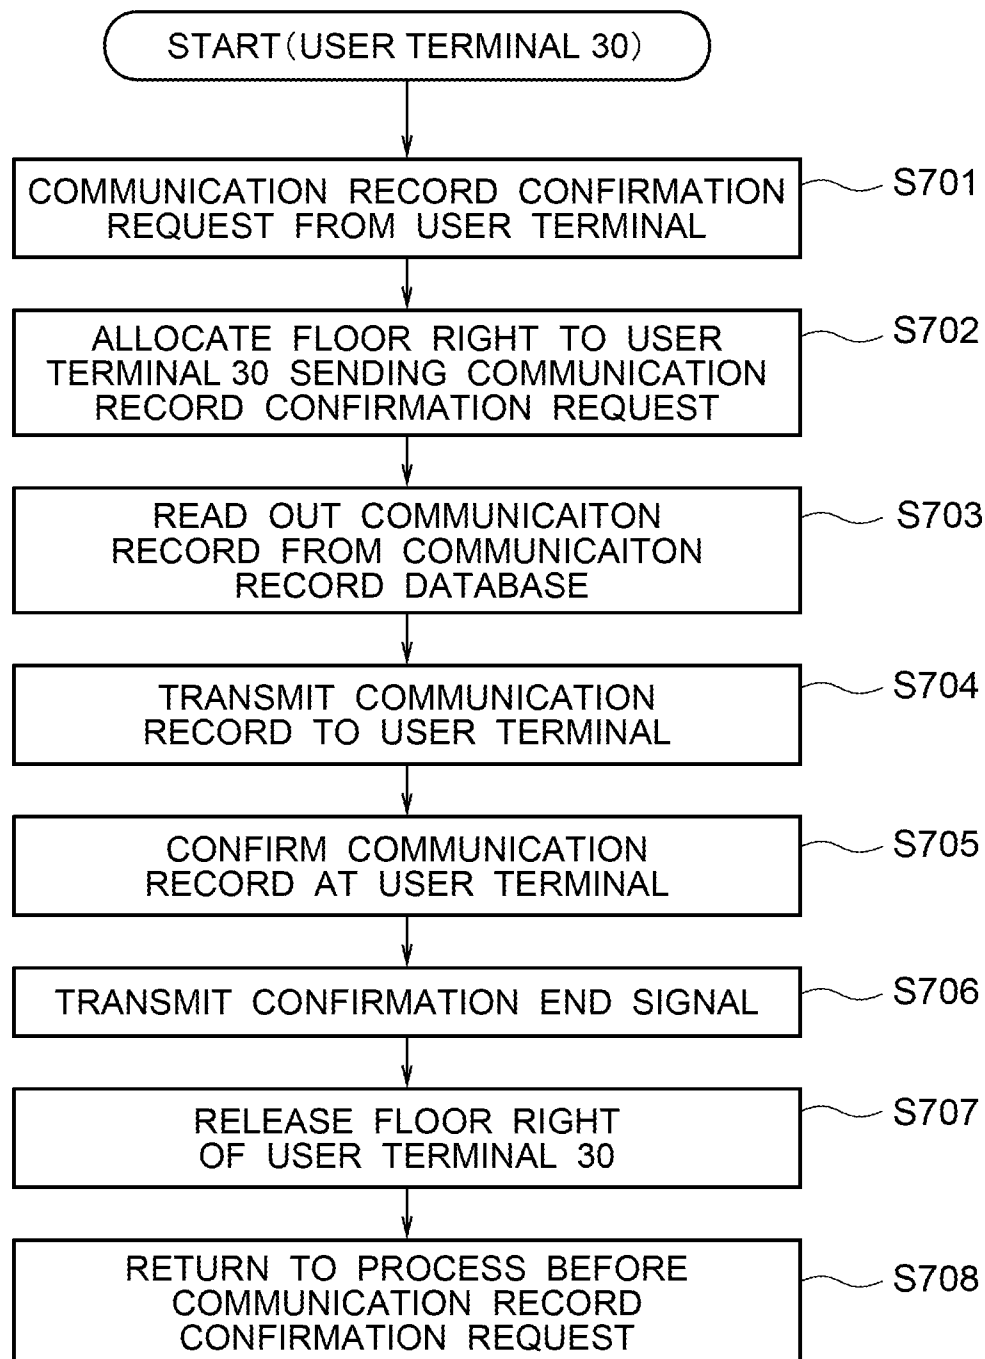 START(USER TERMINAL 30)
COMMUNICATION RECORD CONFIRMATION
REQUEST FROM USER TERMINAL
S701
ALLOCATE FLOOR RIGHT TO USER
TERMINAL 30 SENDING COMMUNICATION
RECORD CONFIRMATION REQUEST
S702
READ OUT COMMUNICAITON
RECORD FROM COMMUNICAITON
RECORD DATABASE
S703
TRANSMIT COMMUNICATION
RECORD TO USER TERMINAL
S704
CONFIRM COMMUNICATION
RECORD AT USER TERMINAL
S705
TRANSMIT CONFIRMATION END SIGNAL
S706
RELEASE FLOOR RIGHT
OF USER TERMINAL 30
S707
RETURN TO PROCESS BEFORE
COMMUNICATION RECORD
CONFIRMATION REQUEST
S708